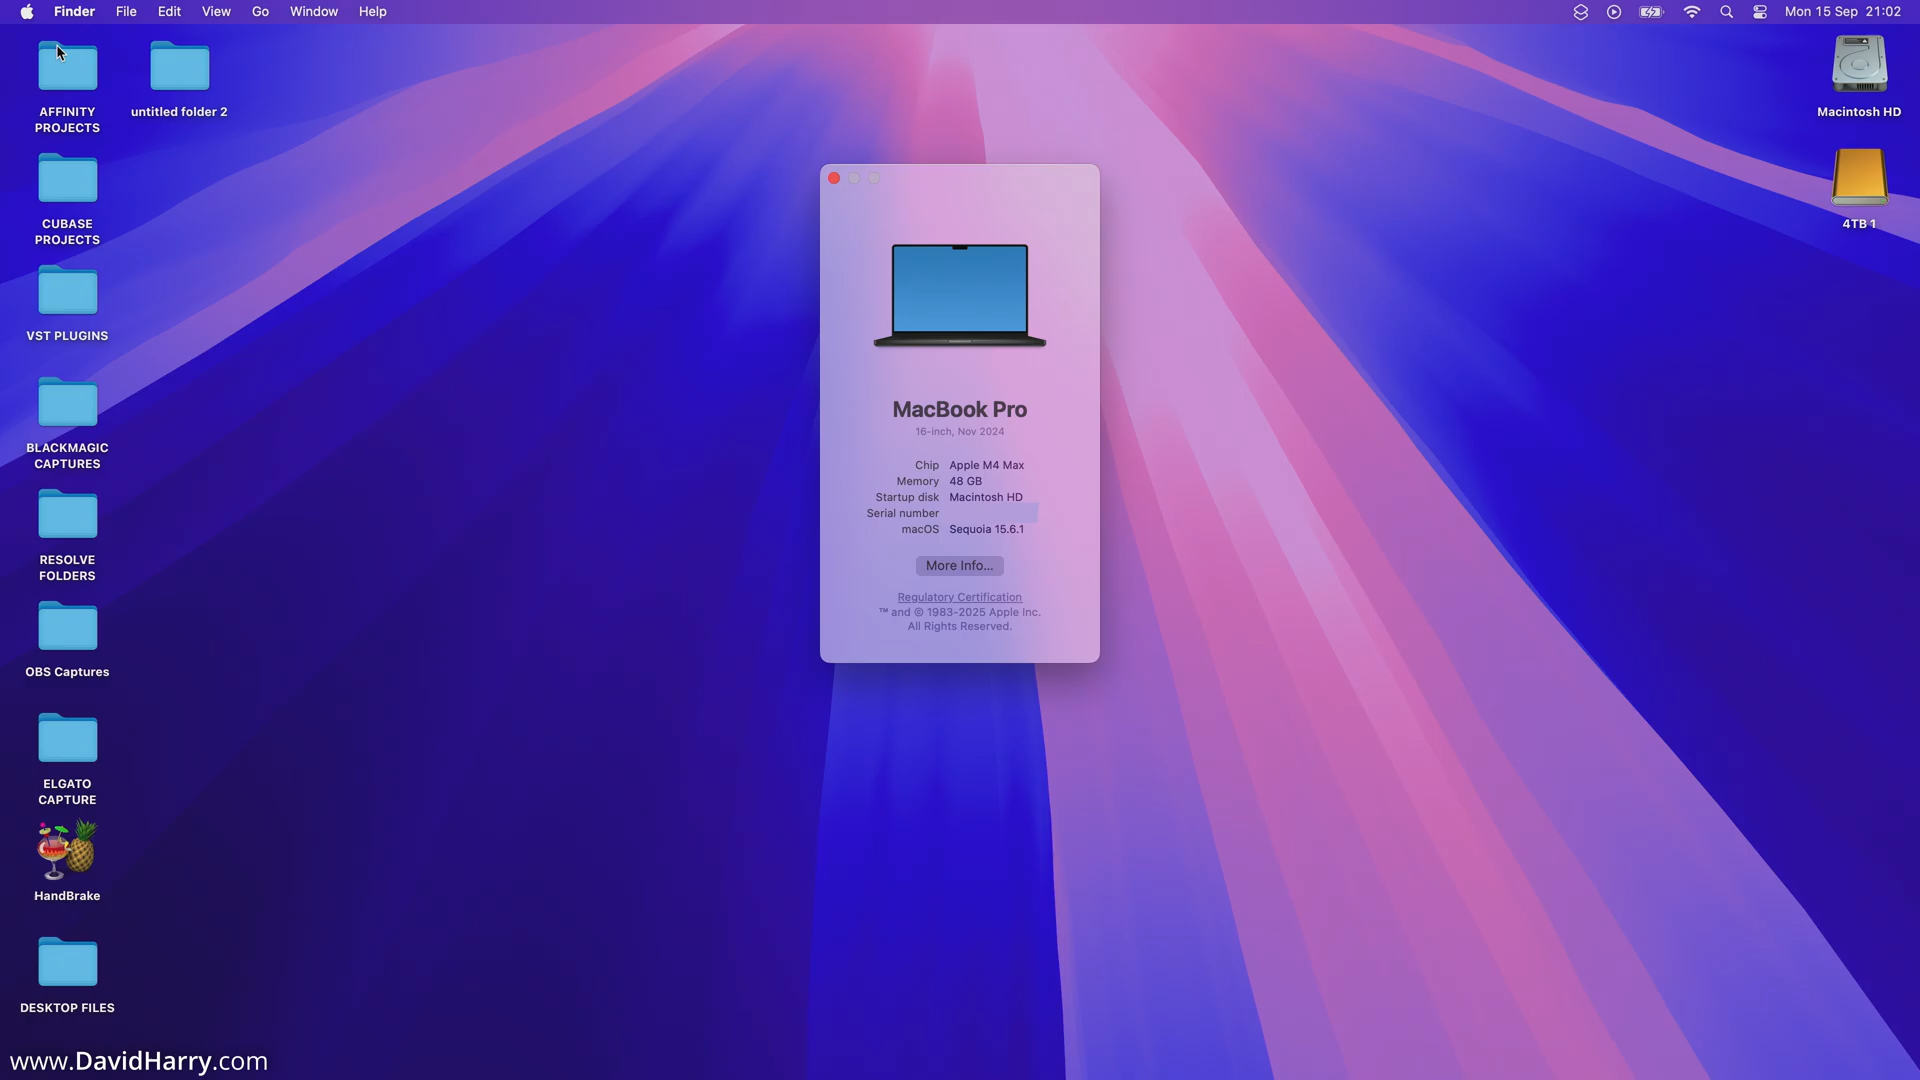 Finder File Edit View Go Window Help
Mon 15 Sep 21:02
AFFINITY
PROJECTS
untitled folder 2
CUBASE
PROJECTS
VST PLUGINS
BLACKMAGIC
CAPTURES
RESOLVE
FOLDERS
OBS Captures
ELGATO
CAPTURE
HandBrake
DESKTOP FILES
MacBook Pro
16-inch, Nov 2024
Chip Apple M4 Max
Memory 48 GB
Startup disk Macintosh HD
Serial number
macOS Sequoia 15.6.1
More Info...
Regulatory Certification
™ and © 1983-2025 Apple Inc.
All Rights Reserved.
Macintosh HD
4TB 1
www.DavidHarry.com